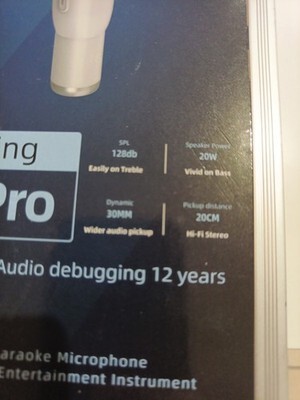 ing
Pro
SPL
128db
Easily on Treble
Speaker Power
20W
Vivid on Bass
Dynamic
30MM
Wider audio pickup
Pickup distance
20CM
Hi-Fi Stereo
Audio debugging 12 years
araoke Microphone
Entertainment Instrument